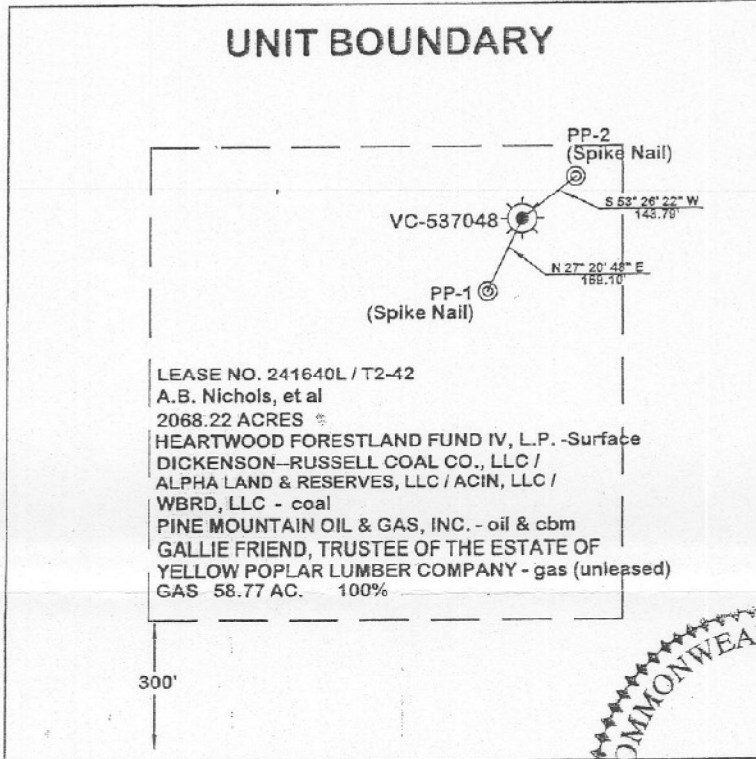 UNIT BOUNDARY
PP-2
(Spike Nail)
S 53° 26' 22" W
143.79'
VC-537048
N 27° 20' 48" E
169.10'
PP-1
(Spike Nail)
LEASE NO. 241640L / T2-42
A.B. Nichols, et al
2068.22 ACRES
HEARTWOOD FORESTLAND FUND IV, L.P. -Surface
DICKENSON--RUSSELL COAL CO., LLC /
ALPHA LAND & RESERVES, LLC / ACIN, LLC /
WBRD, LLC - coal
PINE MOUNTAIN OIL & GAS, INC. - oil & cbm
GALLIE FRIEND, TRUSTEE OF THE ESTATE OF
YELLOW POPLAR LUMBER COMPANY - gas (unleased)
GAS 58.77 AC. 100%
300'
COMMONWEA